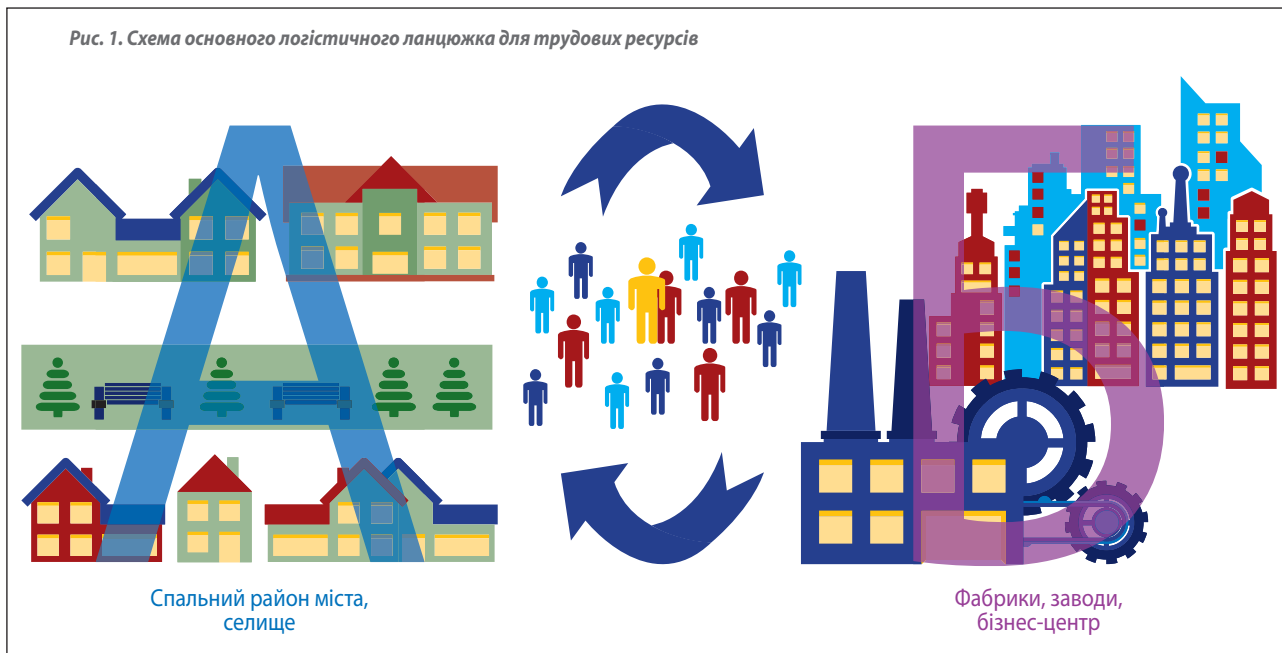 Рис. 1. Схема основного логістичного ланцюжка для трудових ресурсів
А
Б
Спальний район міста,
селище
Фабрики, заводи,
бізнес-центр